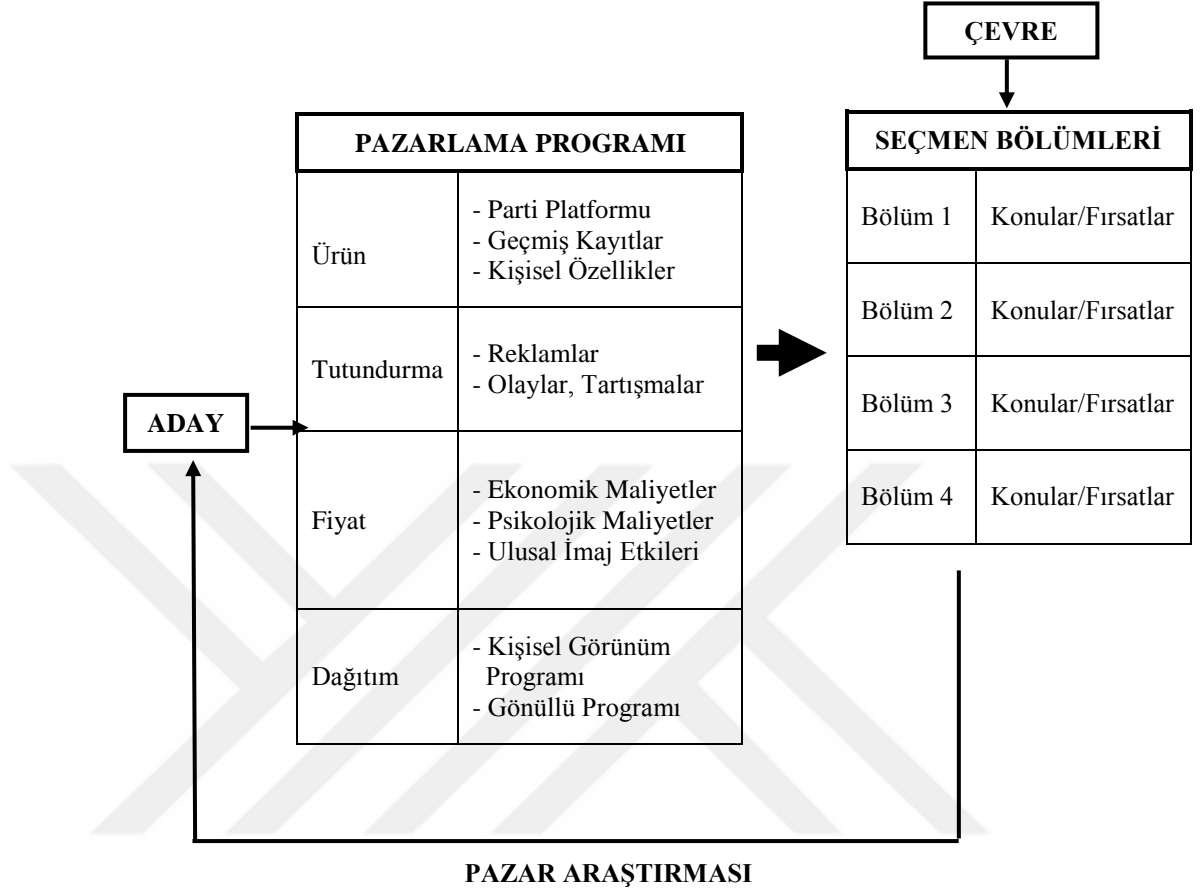 ÇEVRE
PAZARLAMA PROGRAMI
Ürün
- Parti Platformu
- Geçmiş Kayıtlar
- Kişisel Özellikler
Tutundurma
- Reklamlar
- Olaylar, Tartışmalar
ADAY
Fiyat
- Ekonomik Maliyetler
- Psikolojik Maliyetler
- Ulusal İmaj Etkileri
Dağıtım
- Kişisel Görünüm
Programı
- Gönüllü Programı
SEÇMEN BÖLÜMLERİ
Bölüm 1 Konular/Fırsatlar
Bölüm 2 Konular/Fırsatlar
Bölüm 3 Konular/Fırsatlar
Bölüm 4 Konular/Fırsatlar
PAZAR ARAŞTIRMASI